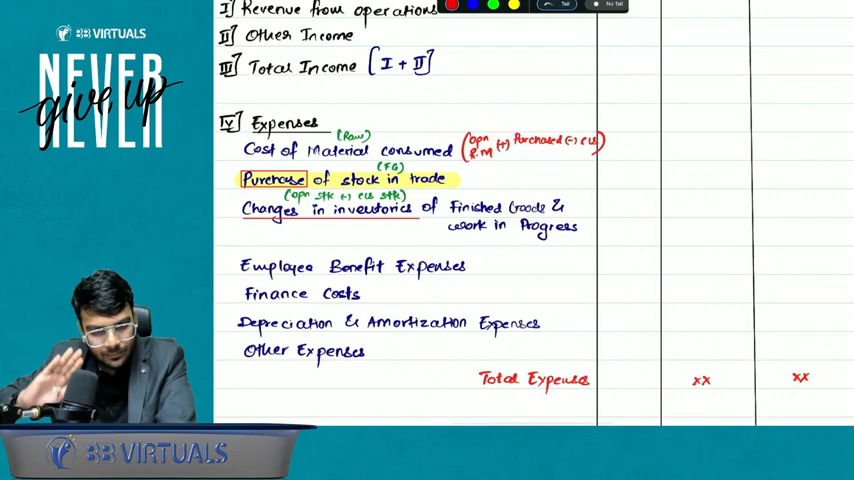 I] Revenue from operations
Tail
No Tail
II] Other Income
III] Total Income [I + II]
BB VIRTUALS
NEVER
give up
NEVER
IV] Expenses
(Raw)
Cost of Material consumed (opn R.M (+) Purchased (-) cls)
(FG)
Purchase of stock in trade
(opn stk (-) cls stk)
Changes in inventories of Finished Goods &
work in Progress
Employee Benefit Expenses
Finance Costs
Depreciation & Amortization Expenses
Other Expenses
Total Expenses xx xx
BB VIRTUALS